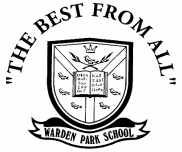 "THE BEST FROM ALL"
WARDEN PARK SCHOOL